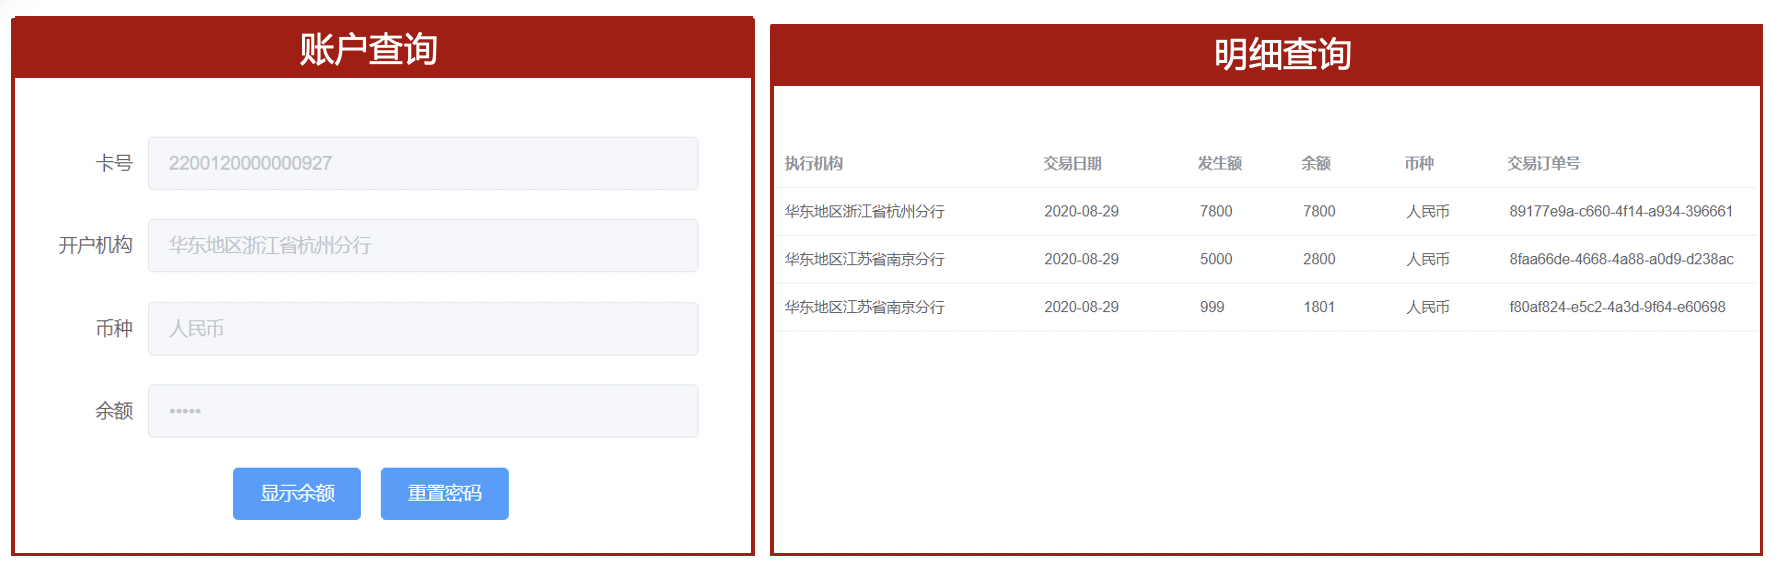 账户查询
卡号 2200120000000927
开户机构 华东地区浙江省杭州分行
币种 人民币
余额 •••••
显示余额 重置密码
明细查询
执行机构 交易日期 发生额 余额 币种 交易订单号
华东地区浙江省杭州分行 2020-08-29 7800 7800 人民币 89177e9a-c660-4f14-a934-396661
华东地区江苏省南京分行 2020-08-29 5000 2800 人民币 8faa66de-4668-4a88-a0d9-d238ac
华东地区江苏省南京分行 2020-08-29 999 1801 人民币 f80af824-e5c2-4a3d-9f64-e60698